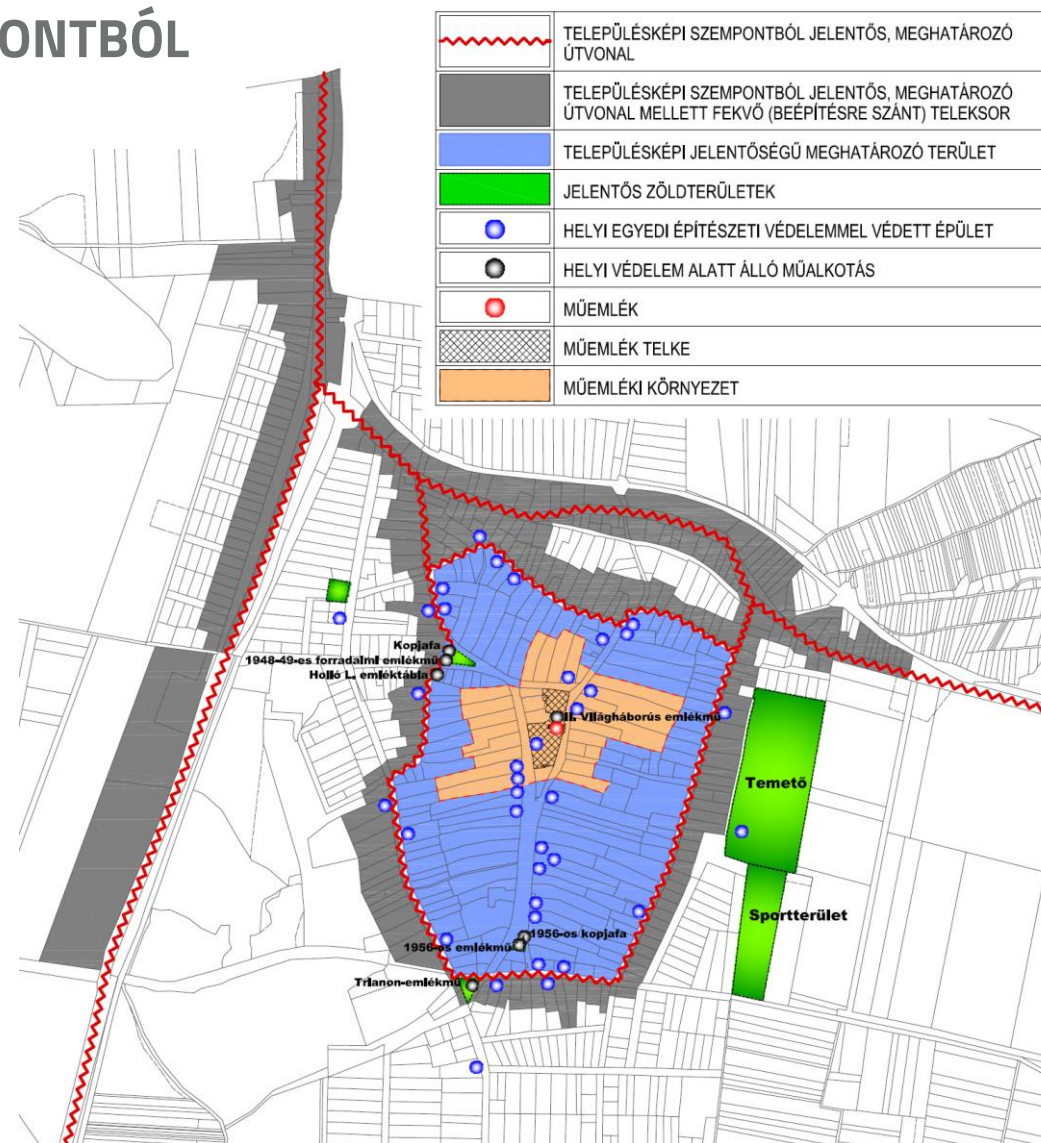 ONTBÓL
TELEPÜLÉSKÉPI SZEMPONTBÓL JELENTŐS, MEGHATÁROZÓ
ÚTVONAL
TELEPÜLÉSKÉPI SZEMPONTBÓL JELENTŐS, MEGHATÁROZÓ
ÚTVONAL MELLETT FEKVŐ (BEÉPÍTÉSRE SZÁNT) TELEKSOR
TELEPÜLÉSKÉPI JELENTŐSÉGŰ MEGHATÁROZÓ TERÜLET
JELENTŐS ZÖLDTERÜLETEK
HELYI EGYEDI ÉPÍTÉSZETI VÉDELEMMEL VÉDETT ÉPÜLET
HELYI VÉDELEM ALATT ÁLLÓ MŰALKOTÁS
MŰEMLÉK
MŰEMLÉK TELKE
MŰEMLÉKI KÖRNYEZET
Kopjafa
1948-49-es forradalmi emlékmű
Holló L. emléktábla
II. Világháborús emlékmű
Temető
Sportterület
1956-os kopjafa
1956-os emlékmű
Trianon-emlékmű